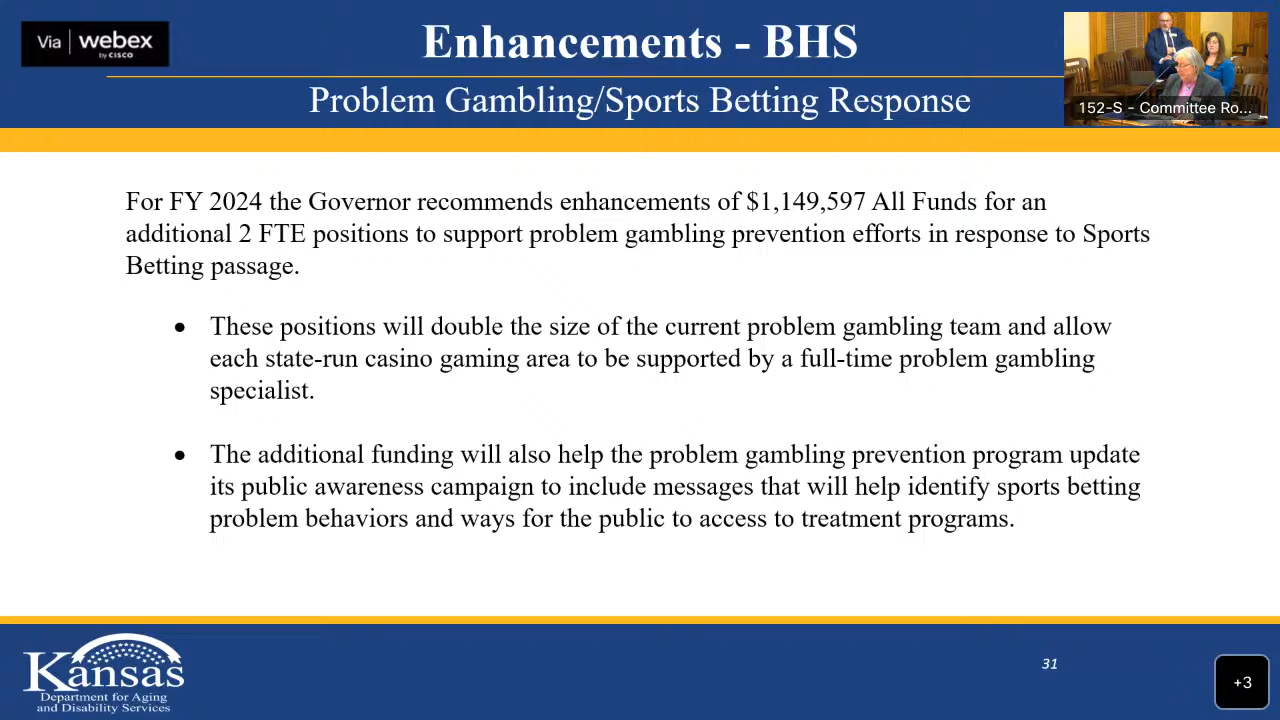 Via webex
by CISCO
Enhancements - BHS
Problem Gambling/Sports Betting Response
152-S - Committee Ro...
For FY 2024 the Governor recommends enhancements of $1,149,597 All Funds for an
additional 2 FTE positions to support problem gambling prevention efforts in response to Sports
Betting passage.
• These positions will double the size of the current problem gambling team and allow
each state-run casino gaming area to be supported by a full-time problem gambling
specialist.
• The additional funding will also help the problem gambling prevention program update
its public awareness campaign to include messages that will help identify sports betting
problem behaviors and ways for the public to access to treatment programs.
Kansas
Department for Aging
and Disability Services
31
+3